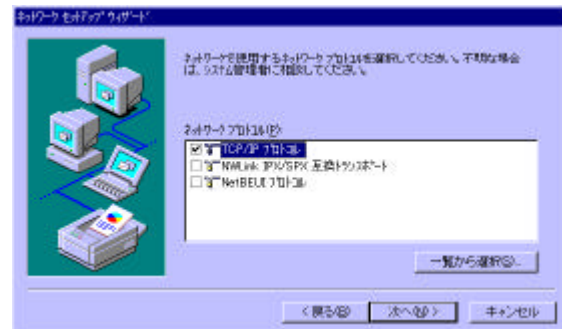 ネットワーク セットアップ ウィザード
ネットワークで使用するネットワーク プロトコルを選択してください。不明な場合
は、システム管理者に相談してください。
ネットワーク プロトコル(P):
TCP/IP プロトコル
NWLink IPX/SPX 互換トランスポート
NetBEUI プロトコル
一覧から選択(S)...
< 戻る(B)
次へ(N) >
キャンセル